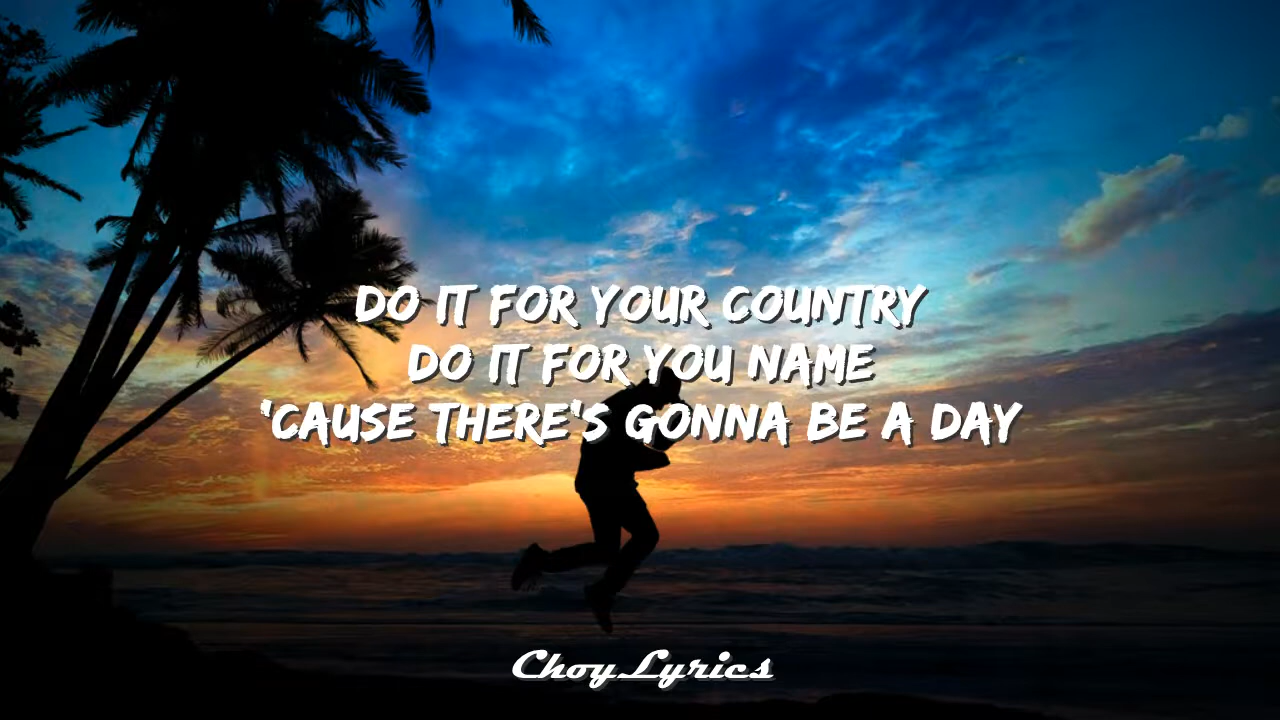 DO IT FOR YOUR COUNTRY
DO IT FOR YOU NAME
'CAUSE THERE'S GONNA BE A DAY
ChoyLyrics